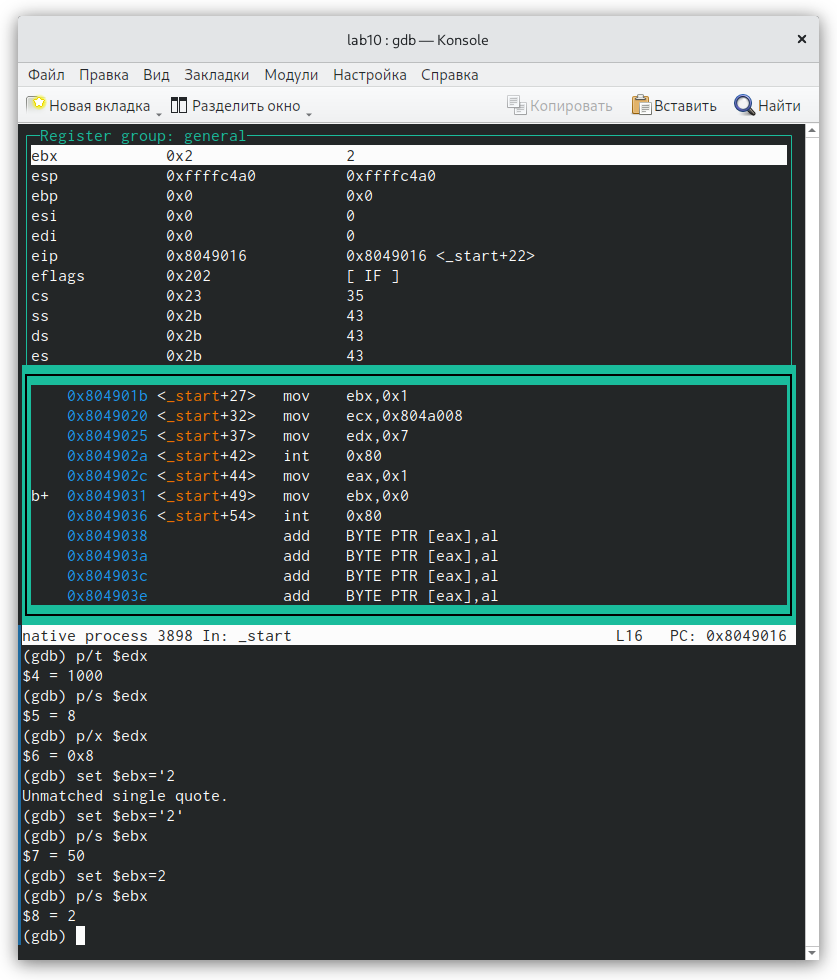 lab10 : gdb — Konsole
Файл Правка Вид Закладки Модули Настройка Справка
Новая вкладка Разделить окно Копировать Вставить Найти
Register group: general
ebx 0x2 2
esp 0xffffc4a0 0xffffc4a0
ebp 0x0 0x0
esi 0x0 0
edi 0x0 0
eip 0x8049016 0x8049016 <_start+22>
eflags 0x202 [ IF ]
cs 0x23 35
ss 0x2b 43
ds 0x2b 43
es 0x2b 43
0x804901b <_start+27> mov ebx,0x1
0x8049020 <_start+32> mov ecx,0x804a008
0x8049025 <_start+37> mov edx,0x7
0x804902a <_start+42> int 0x80
0x804902c <_start+44> mov eax,0x1
b+ 0x8049031 <_start+49> mov ebx,0x0
0x8049036 <_start+54> int 0x80
0x8049038 add BYTE PTR [eax],al
0x804903a add BYTE PTR [eax],al
0x804903c add BYTE PTR [eax],al
0x804903e add BYTE PTR [eax],al
native process 3898 In: _start L16 PC: 0x8049016
(gdb) p/t $edx
$4 = 1000
(gdb) p/s $edx
$5 = 8
(gdb) p/x $edx
$6 = 0x8
(gdb) set $ebx='2
Unmatched single quote.
(gdb) set $ebx='2'
(gdb) p/s $ebx
$7 = 50
(gdb) set $ebx=2
(gdb) p/s $ebx
$8 = 2
(gdb)